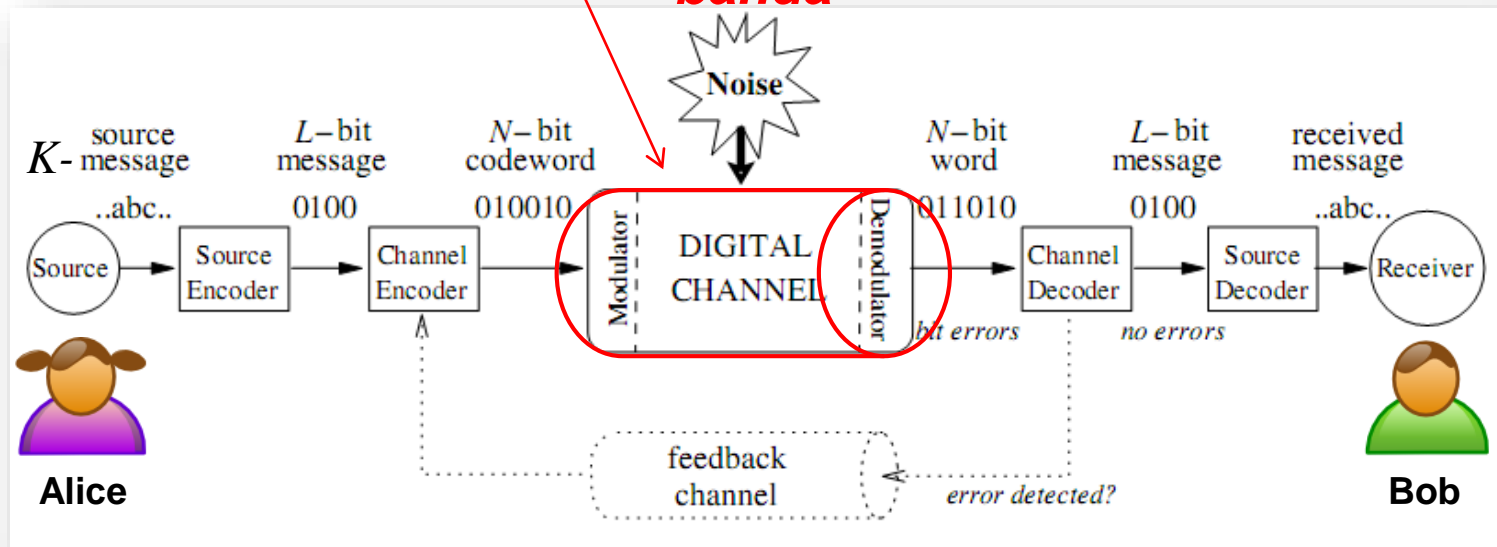 banda
Noise
K- source message
L-bit message
N-bit codeword
N-bit word
L-bit message
received message
..abc..
0100
010010
011010
0100
..abc..
Source
Source Encoder
Channel Encoder
Modulator
DIGITAL CHANNEL
Demodulator
Channel Decoder
Source Decoder
Receiver
bit errors
no errors
feedback channel
error detected?
Alice
Bob